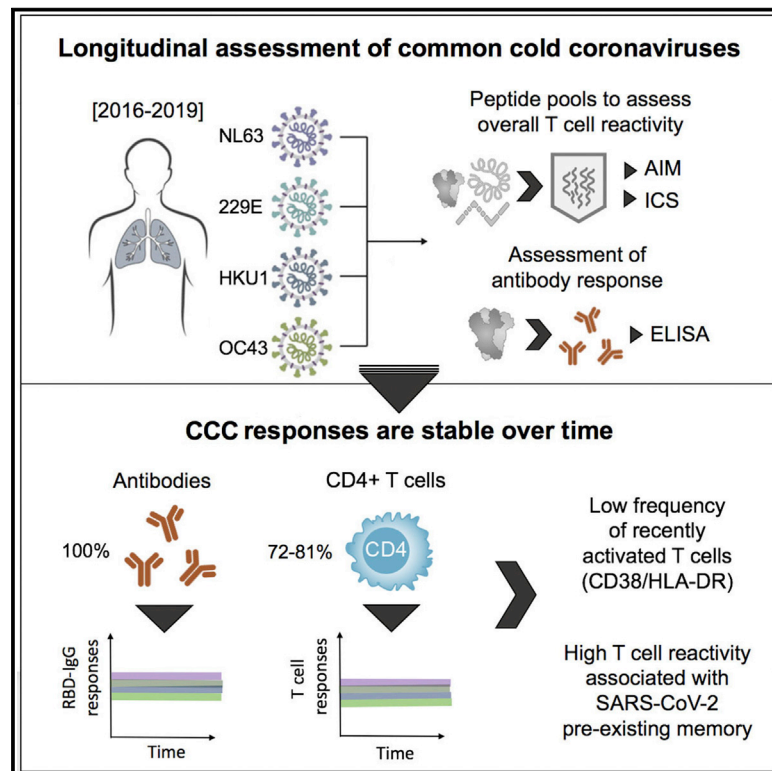 Longitudinal assessment of common cold coronaviruses
[2016-2019]
NL63
229E
HKU1
OC43
Peptide pools to assess
overall T cell reactivity
AIM
ICS
Assessment of
antibody response
ELISA
CCC responses are stable over time
Antibodies
100%
RBD-IgG
responses
Time
CD4+ T cells
72-81%
CD4
T cell
responses
Time
Low frequency
of recently
activated T cells
(CD38/HLA-DR)
High T cell reactivity
associated with
SARS-CoV-2
pre-existing memory